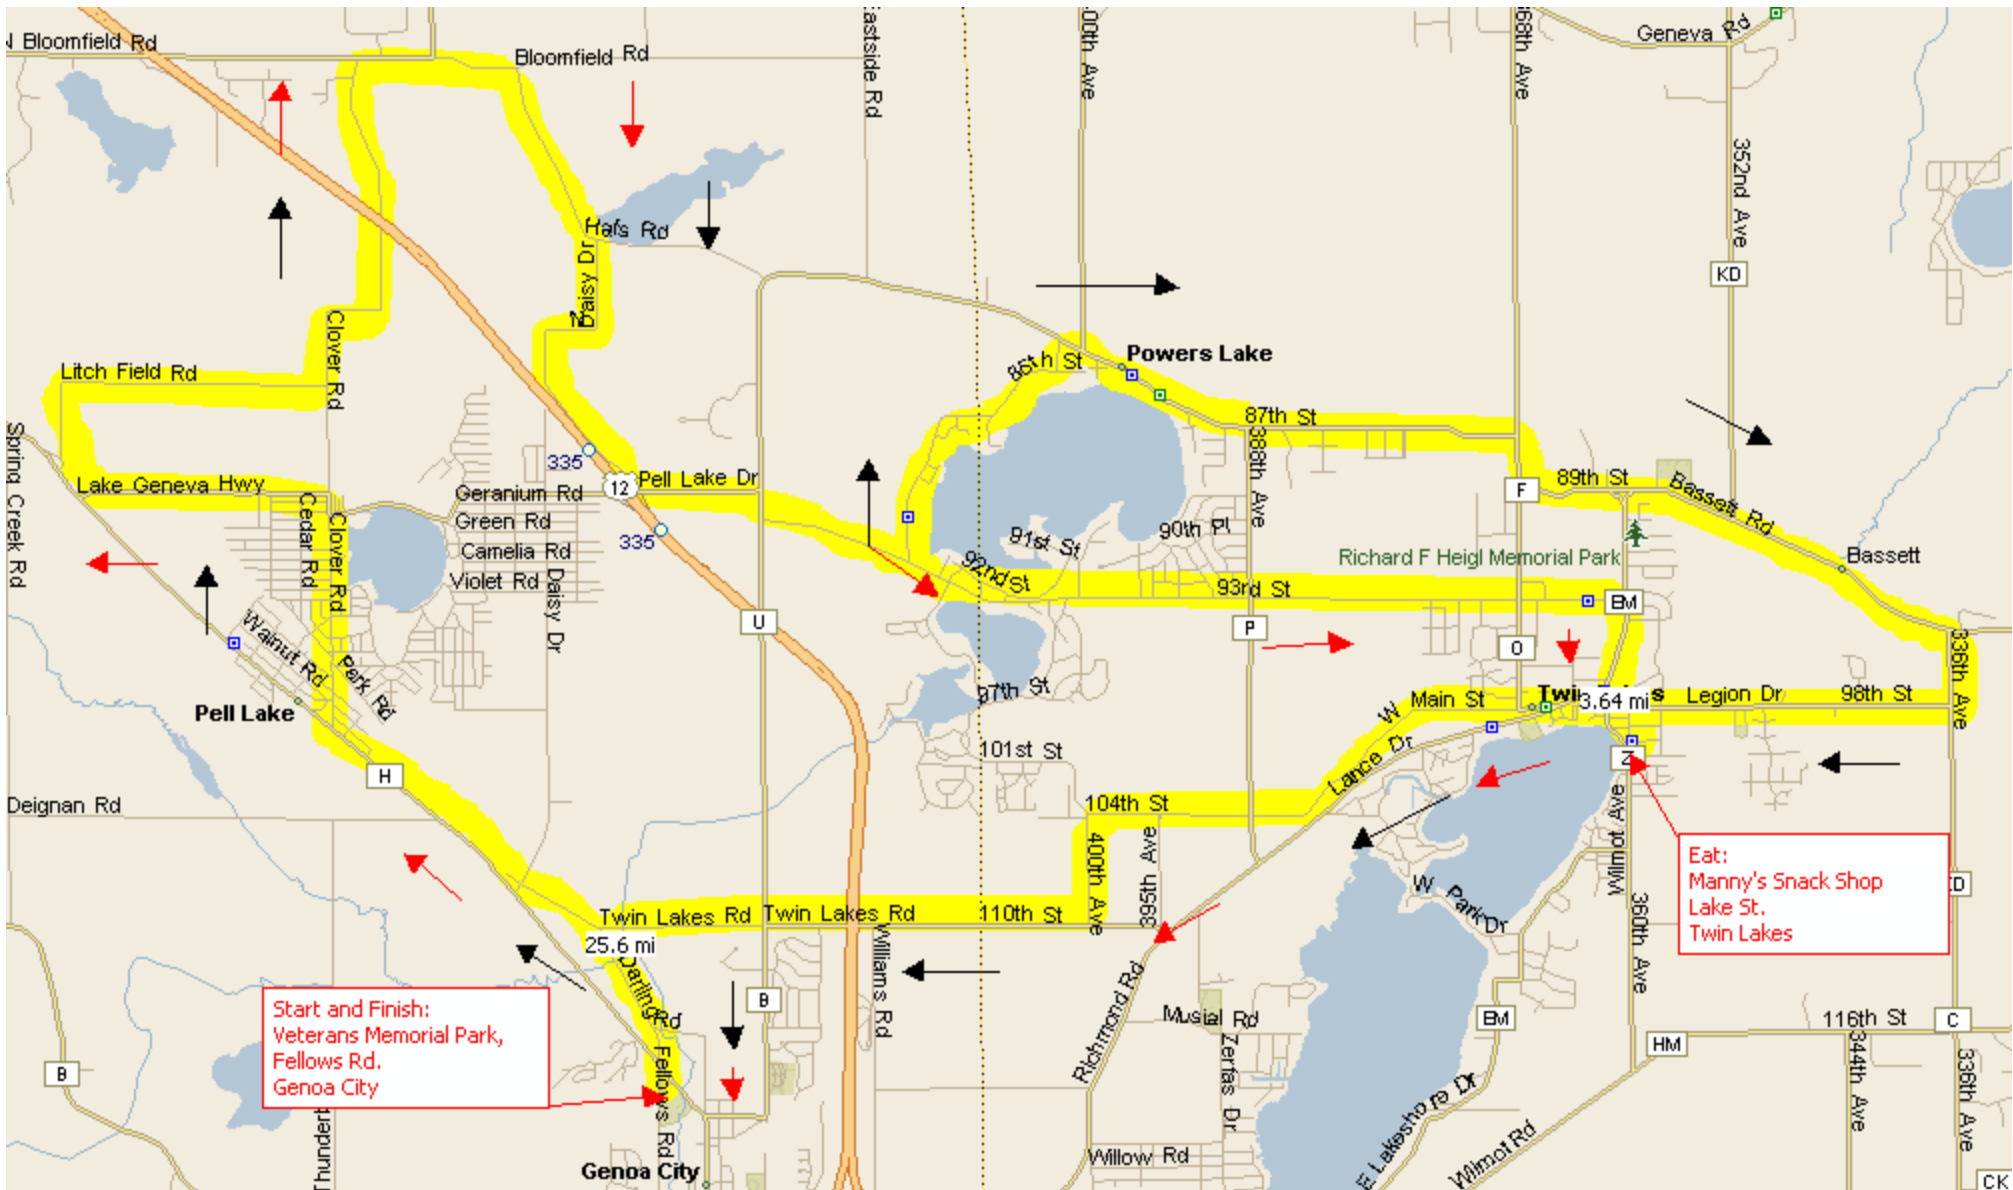 N Bloomfield Rd
Bloomfield Rd
Eastside Rd
400th Ave
368th Ave
Geneva Rd
352nd Ave
KD
Hafs Rd
N Daisy Dr
Clover Rd
Litch Field Rd
Spring Creek Rd
Lake Geneva Hwy
Cedar Rd
Clover Rd
Geranium Rd
Green Rd
Camelia Rd
Violet Rd
Daisy Dr
335
12
335
Pell Lake Dr
U
85th St
Powers Lake
87th St
388th Ave
F
89th St
Bassett Rd
Bassett
Richard F Heigl Memorial Park
91st St
90th Pl
92nd St
93rd St
EM
P
O
97th St
101st St
W Main St
Twin
s
3.64 mi
Legion Dr
98th St
336th Ave
Lance Dr
Z
Walnut Rd
Park Rd
Pell Lake
H
Deignan Rd
104th St
400th Ave
395th Ave
Wilmot Ave
W Park Dr
Eat:
Manny's Snack Shop
Lake St.
Twin Lakes
Twin Lakes Rd
Twin Lakes Rd
110th St
25.6 mi
Darling Rd
Williams Rd
360th Ave
B
Start and Finish:
Veterans Memorial Park,
Fellows Rd.
Genoa City
Fellows Rd
B
Richmond Rd
Musial Rd
Zerfas Dr
EM
HM
116th St
C
344th Ave
336th Ave
E Lakeshore Dr
Wilmot Rd
Willow Rd
Genoa City
CK